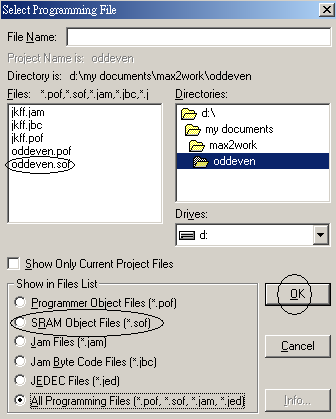 Select Programming File
File Name:
Project Name is: oddeven
Directory is: d:\my documents\max2work\oddeven
Files: *.pof,*.sof,*.jam,*.jbc,*.j
Directories:
jkff.jam
jkff.jbc
jkff.pof
oddeven.pof
oddeven.sof
d:\
my documents
max2work
oddeven
Drives:
d:
Show Only Current Project Files
Show in Files List
Programmer Object Files (*.pof)
SRAM Object Files (*.sof)
Jam Files (*.jam)
Jam Byte Code Files (*.jbc)
JEDEC Files (*.jed)
All Programming Files (*.pof, *.sof, *.jam, *.jed)
OK
Cancel
Info...